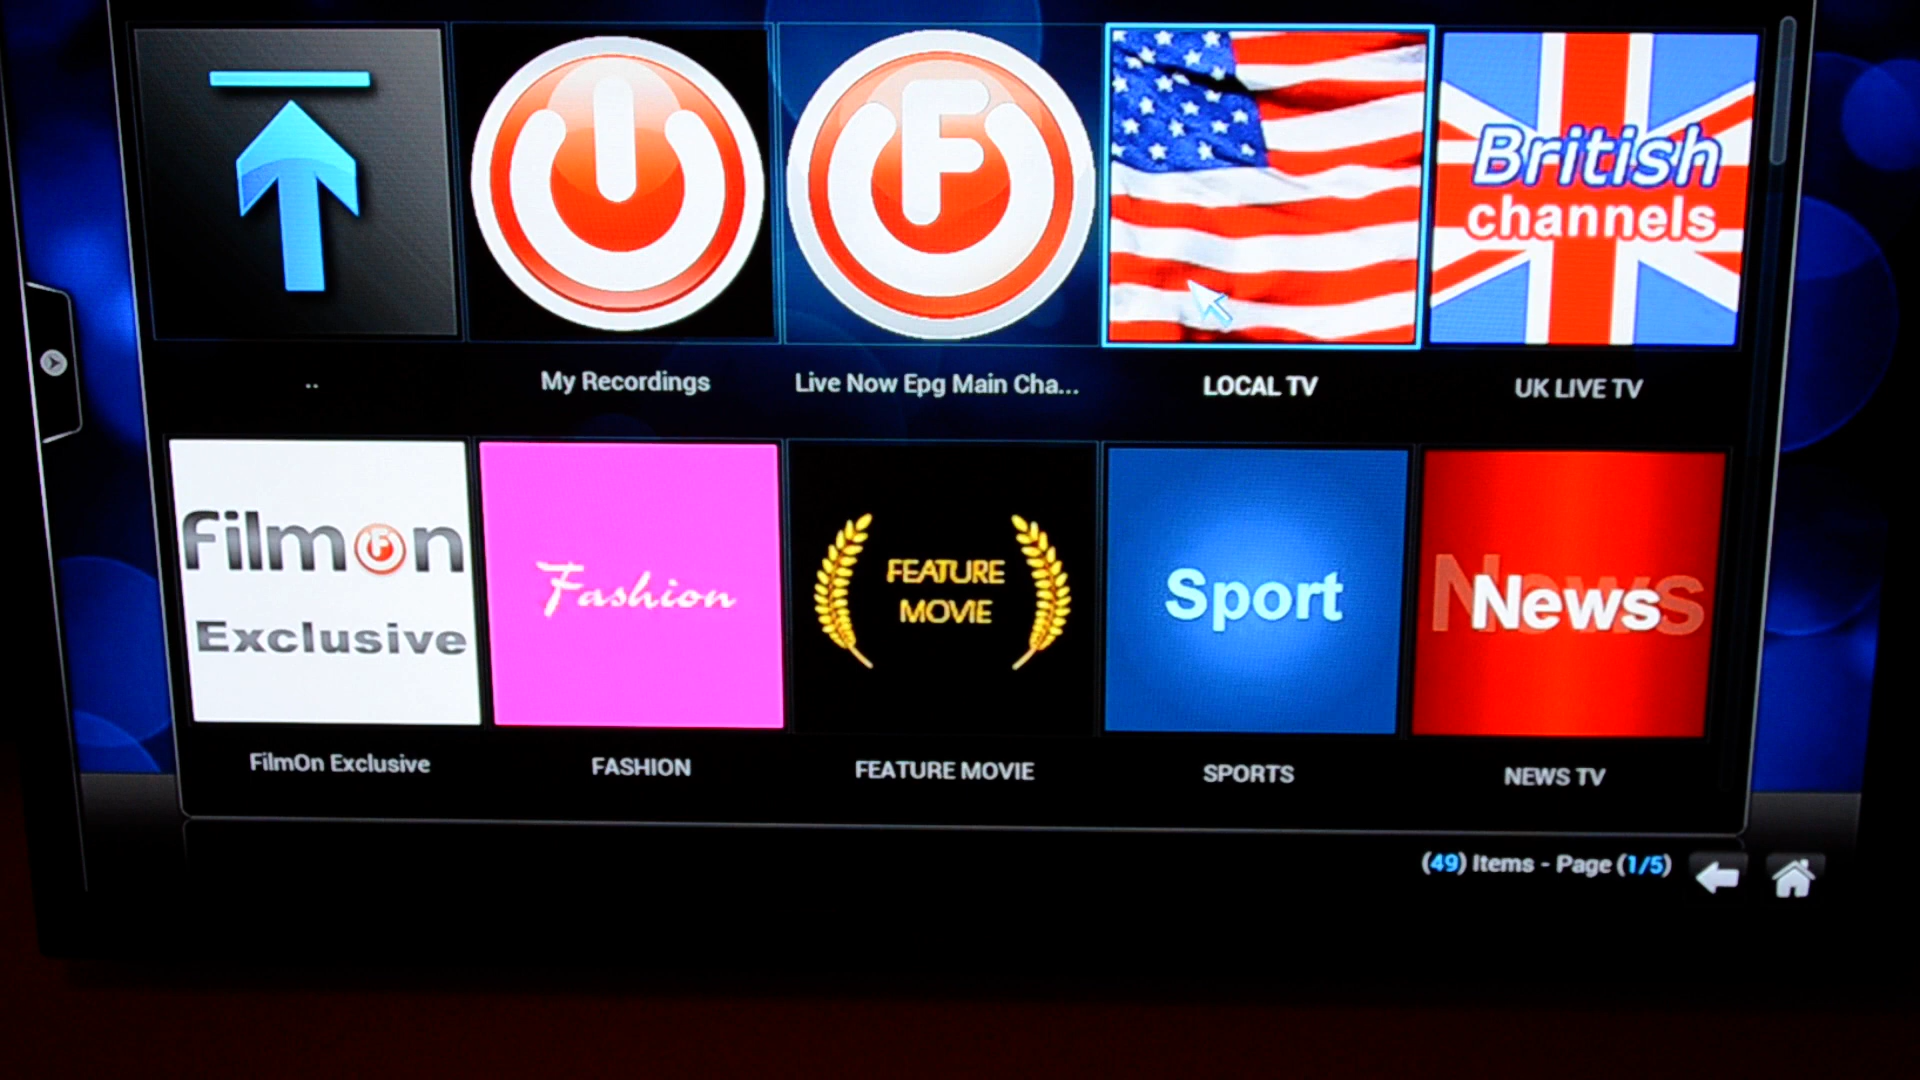 British
channels
..
My Recordings
Live Now Epg Main Cha...
LOCAL TV
UK LIVE TV
FilmOn
Exclusive
Fashion
FEATURE
MOVIE
Sport
News
News
FilmOn Exclusive
FASHION
FEATURE MOVIE
SPORTS
NEWS TV
(49) Items - Page (1/5)